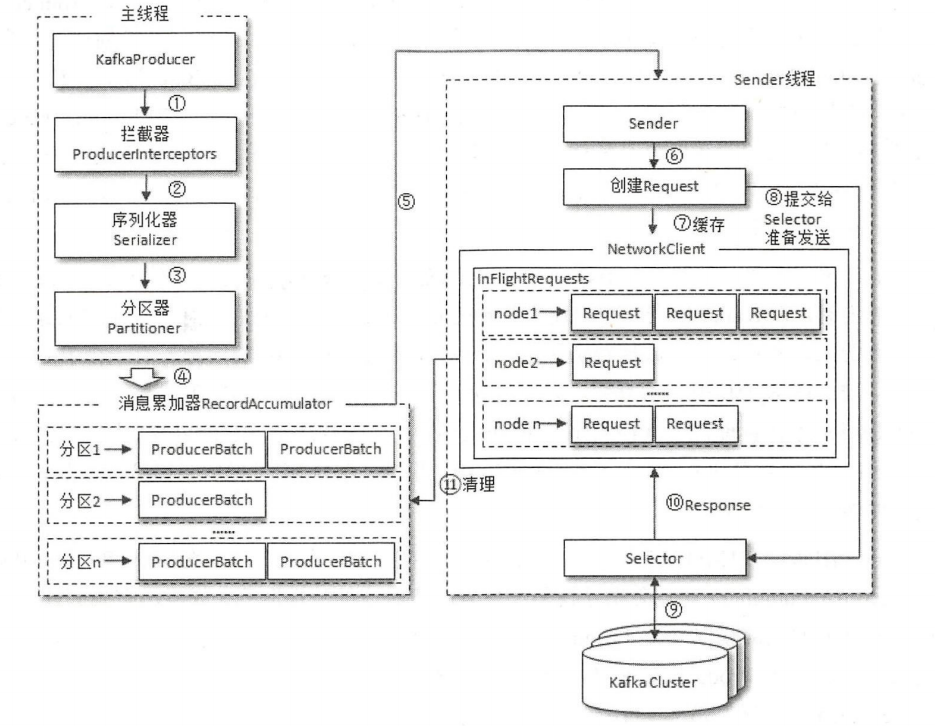 主线程
KafkaProducer
①
拦截器
ProducerInterceptors
②
序列化器
Serializer
③
分区器
Partitioner
④
消息累加器RecordAccumulator
分区1 ProducerBatch ProducerBatch
分区2 ProducerBatch
……
分区n ProducerBatch ProducerBatch
⑤
Sender线程
Sender
⑥
创建Request
⑦缓存
⑧提交给
Selector
准备发送
NetworkClient
InFlightRequests
node1 Request Request Request
node2 Request
……
node n Request Request
⑪清理
⑩Response
Selector
⑨
Kafka Cluster